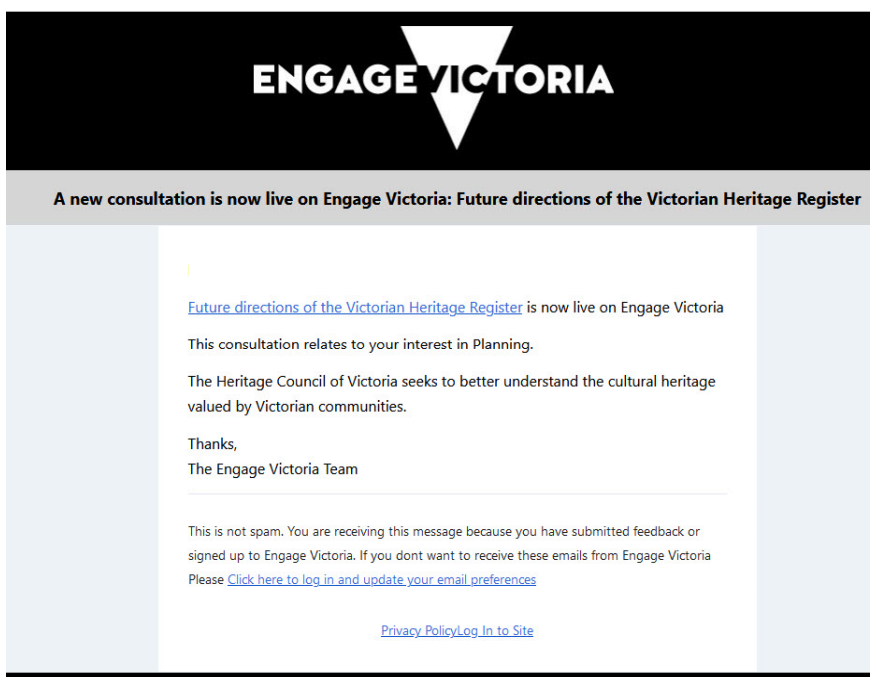 ENGAGE VICTORIA
A new consultation is now live on Engage Victoria: Future directions of the Victorian Heritage Register
Future directions of the Victorian Heritage Register is now live on Engage Victoria
This consultation relates to your interest in Planning.
The Heritage Council of Victoria seeks to better understand the cultural heritage
valued by Victorian communities.
Thanks,
The Engage Victoria Team
This is not spam. You are receiving this message because you have submitted feedback or
signed up to Engage Victoria. If you dont want to receive these emails from Engage Victoria
Please Click here to log in and update your email preferences
Privacy PolicyLog In to Site